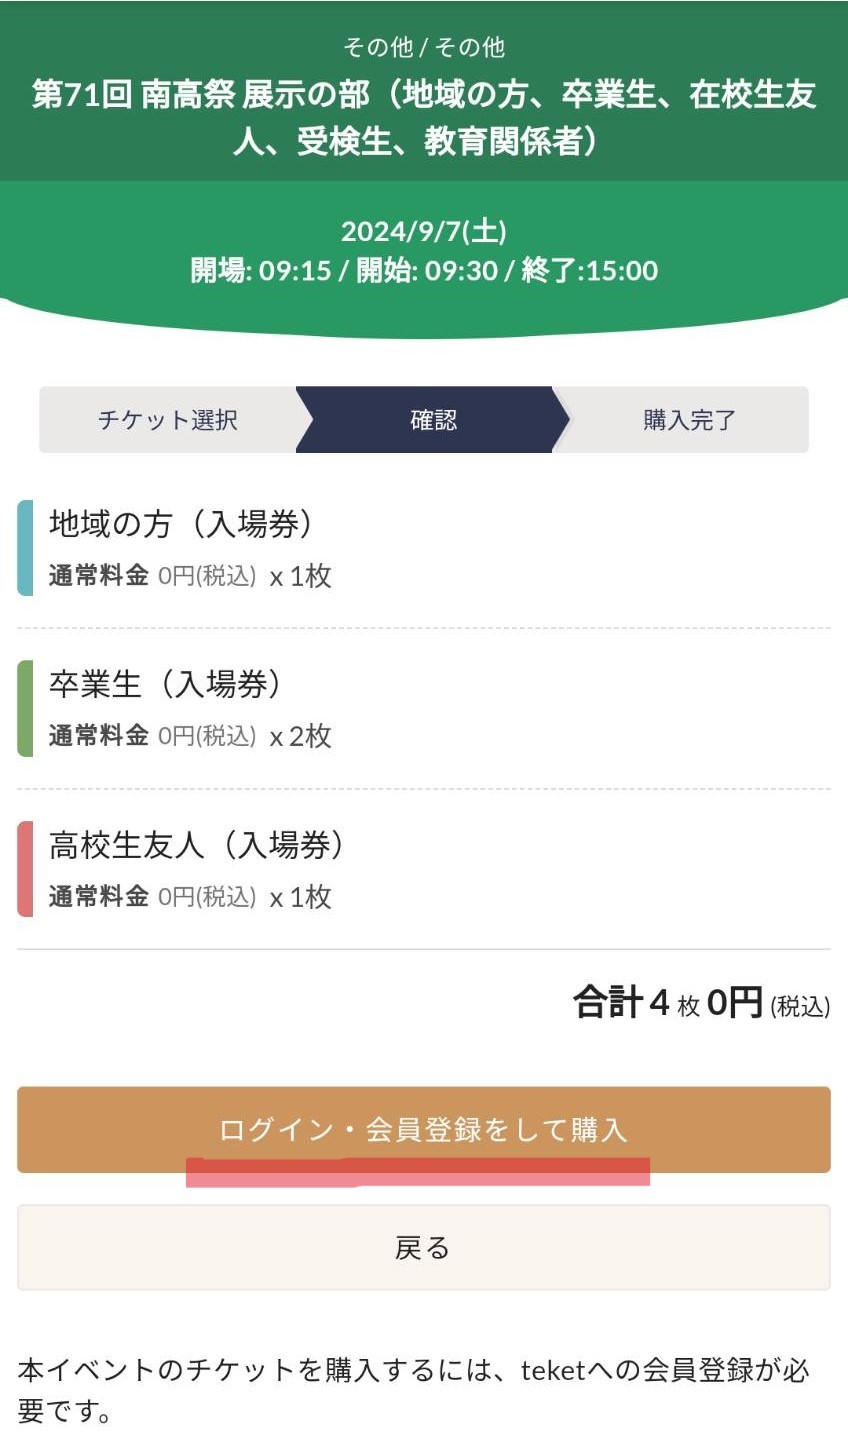 その他 / その他
第71回 南高祭 展示の部（地域の方、卒業生、在校生友
人、受検生、教育関係者）
2024/9/7(土)
開場: 09:15 / 開始: 09:30 / 終了:15:00
チケット選択
確認
購入完了
地域の方（入場券）
通常料金 0円(税込) x 1枚
卒業生（入場券）
通常料金 0円(税込) x 2枚
高校生友人（入場券）
通常料金 0円(税込) x 1枚
合計 4 枚 0円 (税込)
ログイン・会員登録をして購入
戻る
本イベントのチケットを購入するには、teketへの会員登録が必
要です。